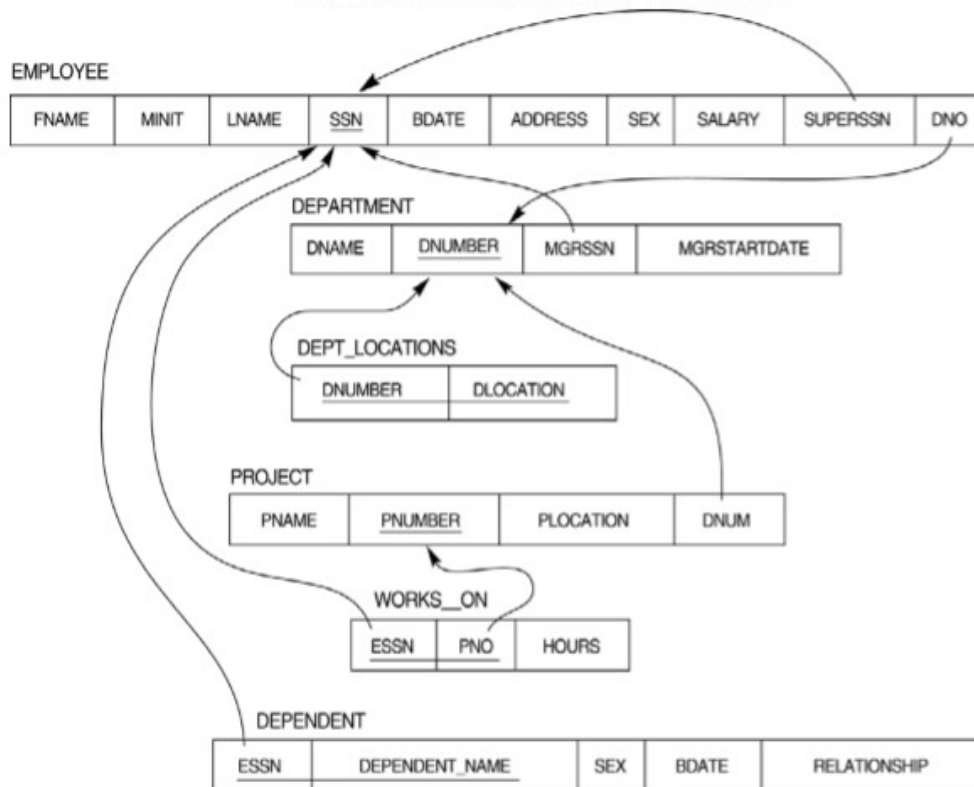 EMPLOYEE
FNAME MINIT LNAME SSN BDATE ADDRESS SEX SALARY SUPERSSN DNO
DEPARTMENT
DNAME DNUMBER MGRSSN MGRSTARTDATE
DEPT_LOCATIONS
DNUMBER DLOCATION
PROJECT
PNAME PNUMBER PLOCATION DNUM
WORKS__ON
ESSN PNO HOURS
DEPENDENT
ESSN DEPENDENT_NAME SEX BDATE RELATIONSHIP